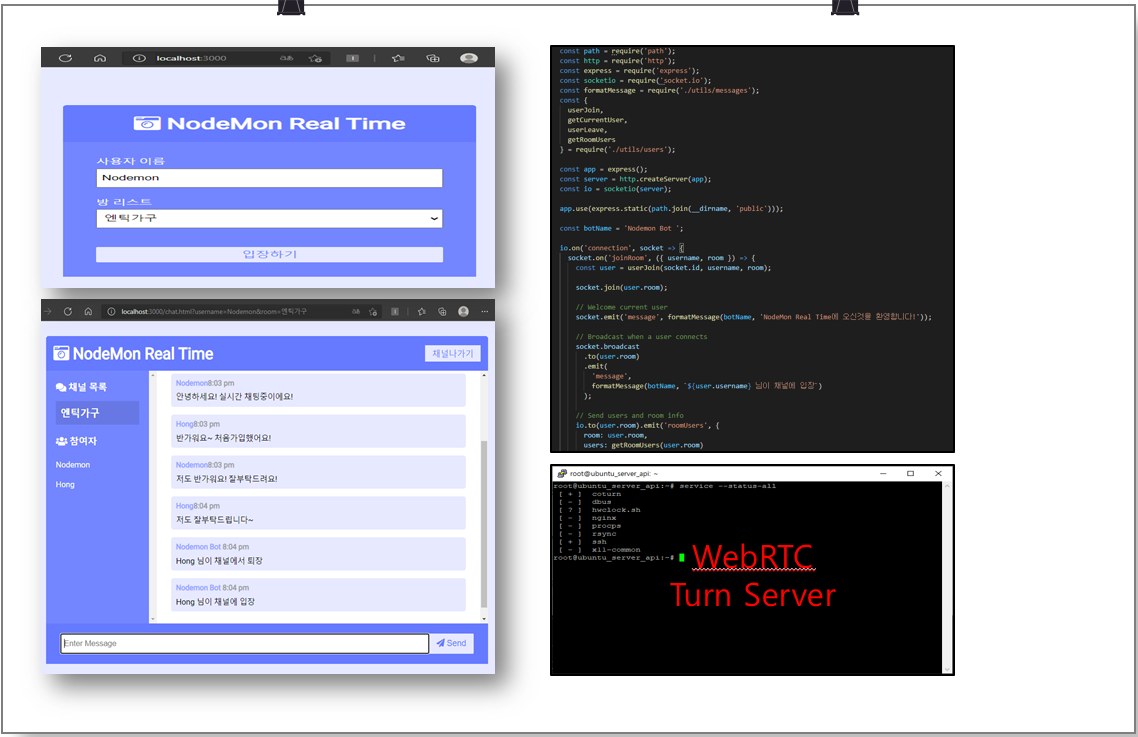 localhost:3000
NodeMon Real Time
사용자 이름
Nodemon
방 리스트
엔틱가구
입장하기
localhost:3000/chat.html?username=Nodemon&room=엔틱가구
NodeMon Real Time
채널나가기
채널 목록
엔틱가구
참여자
Nodemon
Hong
Nodemon8:03 pm
안녕하세요! 실시간 채팅중이에요!
Hong8:03 pm
반가워요~ 처음가입했어요!
Nodemon8:03 pm
저도 반가워요! 잘부탁드려요!
Hong8:04 pm
저도 잘부탁드립니다~
Nodemon Bot 8:04 pm
Hong 님이 채널에서 퇴장
Nodemon Bot 8:04 pm
Hong 님이 채널에 입장
Enter Message
Send
const path = require('path');
const http = require('http');
const express = require('express');
const socketio = require('socket.io');
const formatMessage = require('./utils/messages');
const {
userJoin,
getCurrentUser,
userLeave,
getRoomUsers
} = require('./utils/users');
const app = express();
const server = http.createServer(app);
const io = socketio(server);
app.use(express.static(path.join(__dirname, 'public')));
const botName = 'Nodemon Bot ';
io.on('connection', socket => {
socket.on('joinRoom', ({ username, room }) => {
const user = userJoin(socket.id, username, room);
socket.join(user.room);
// Welcome current user
socket.emit('message', formatMessage(botName, 'NodeMon Real Time에 오신것을 환영합니다!'));
// Broadcast when a user connects
socket.broadcast
.to(user.room)
.emit(
'message',
formatMessage(botName, `${user.username} 님이 채널에 입장`)
);
// Send users and room info
io.to(user.room).emit('roomUsers', {
room: user.room,
users: getRoomUsers(user.room)
root@ubuntu_server_api: ~
root@ubuntu_server_api:~# service --status-all
[ + ] coturn
[ - ] dbus
[ ? ] hwclock.sh
[ - ] nginx
[ - ] procps
[ - ] rsync
[ + ] ssh
[ - ] x11-common
root@ubuntu_server_api:~#
WebRTC
Turn Server